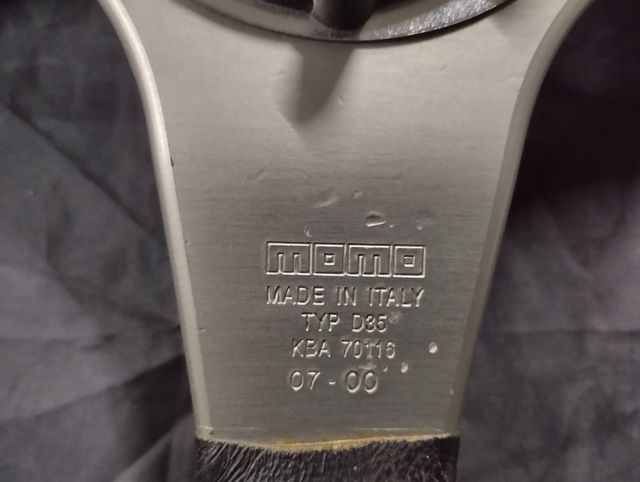 momo
MADE IN ITALY
TYP D35
KBA 70116
07-00